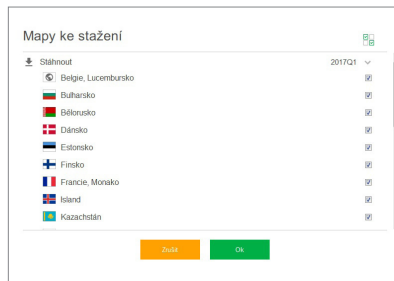 Mapy ke stažení
Stáhnout 2017Q1
Belgie, Lucembursko
Bulharsko
Bělorusko
Dánsko
Estonsko
Finsko
Francie, Monako
Island
Kazachstán
Zrušit Ok